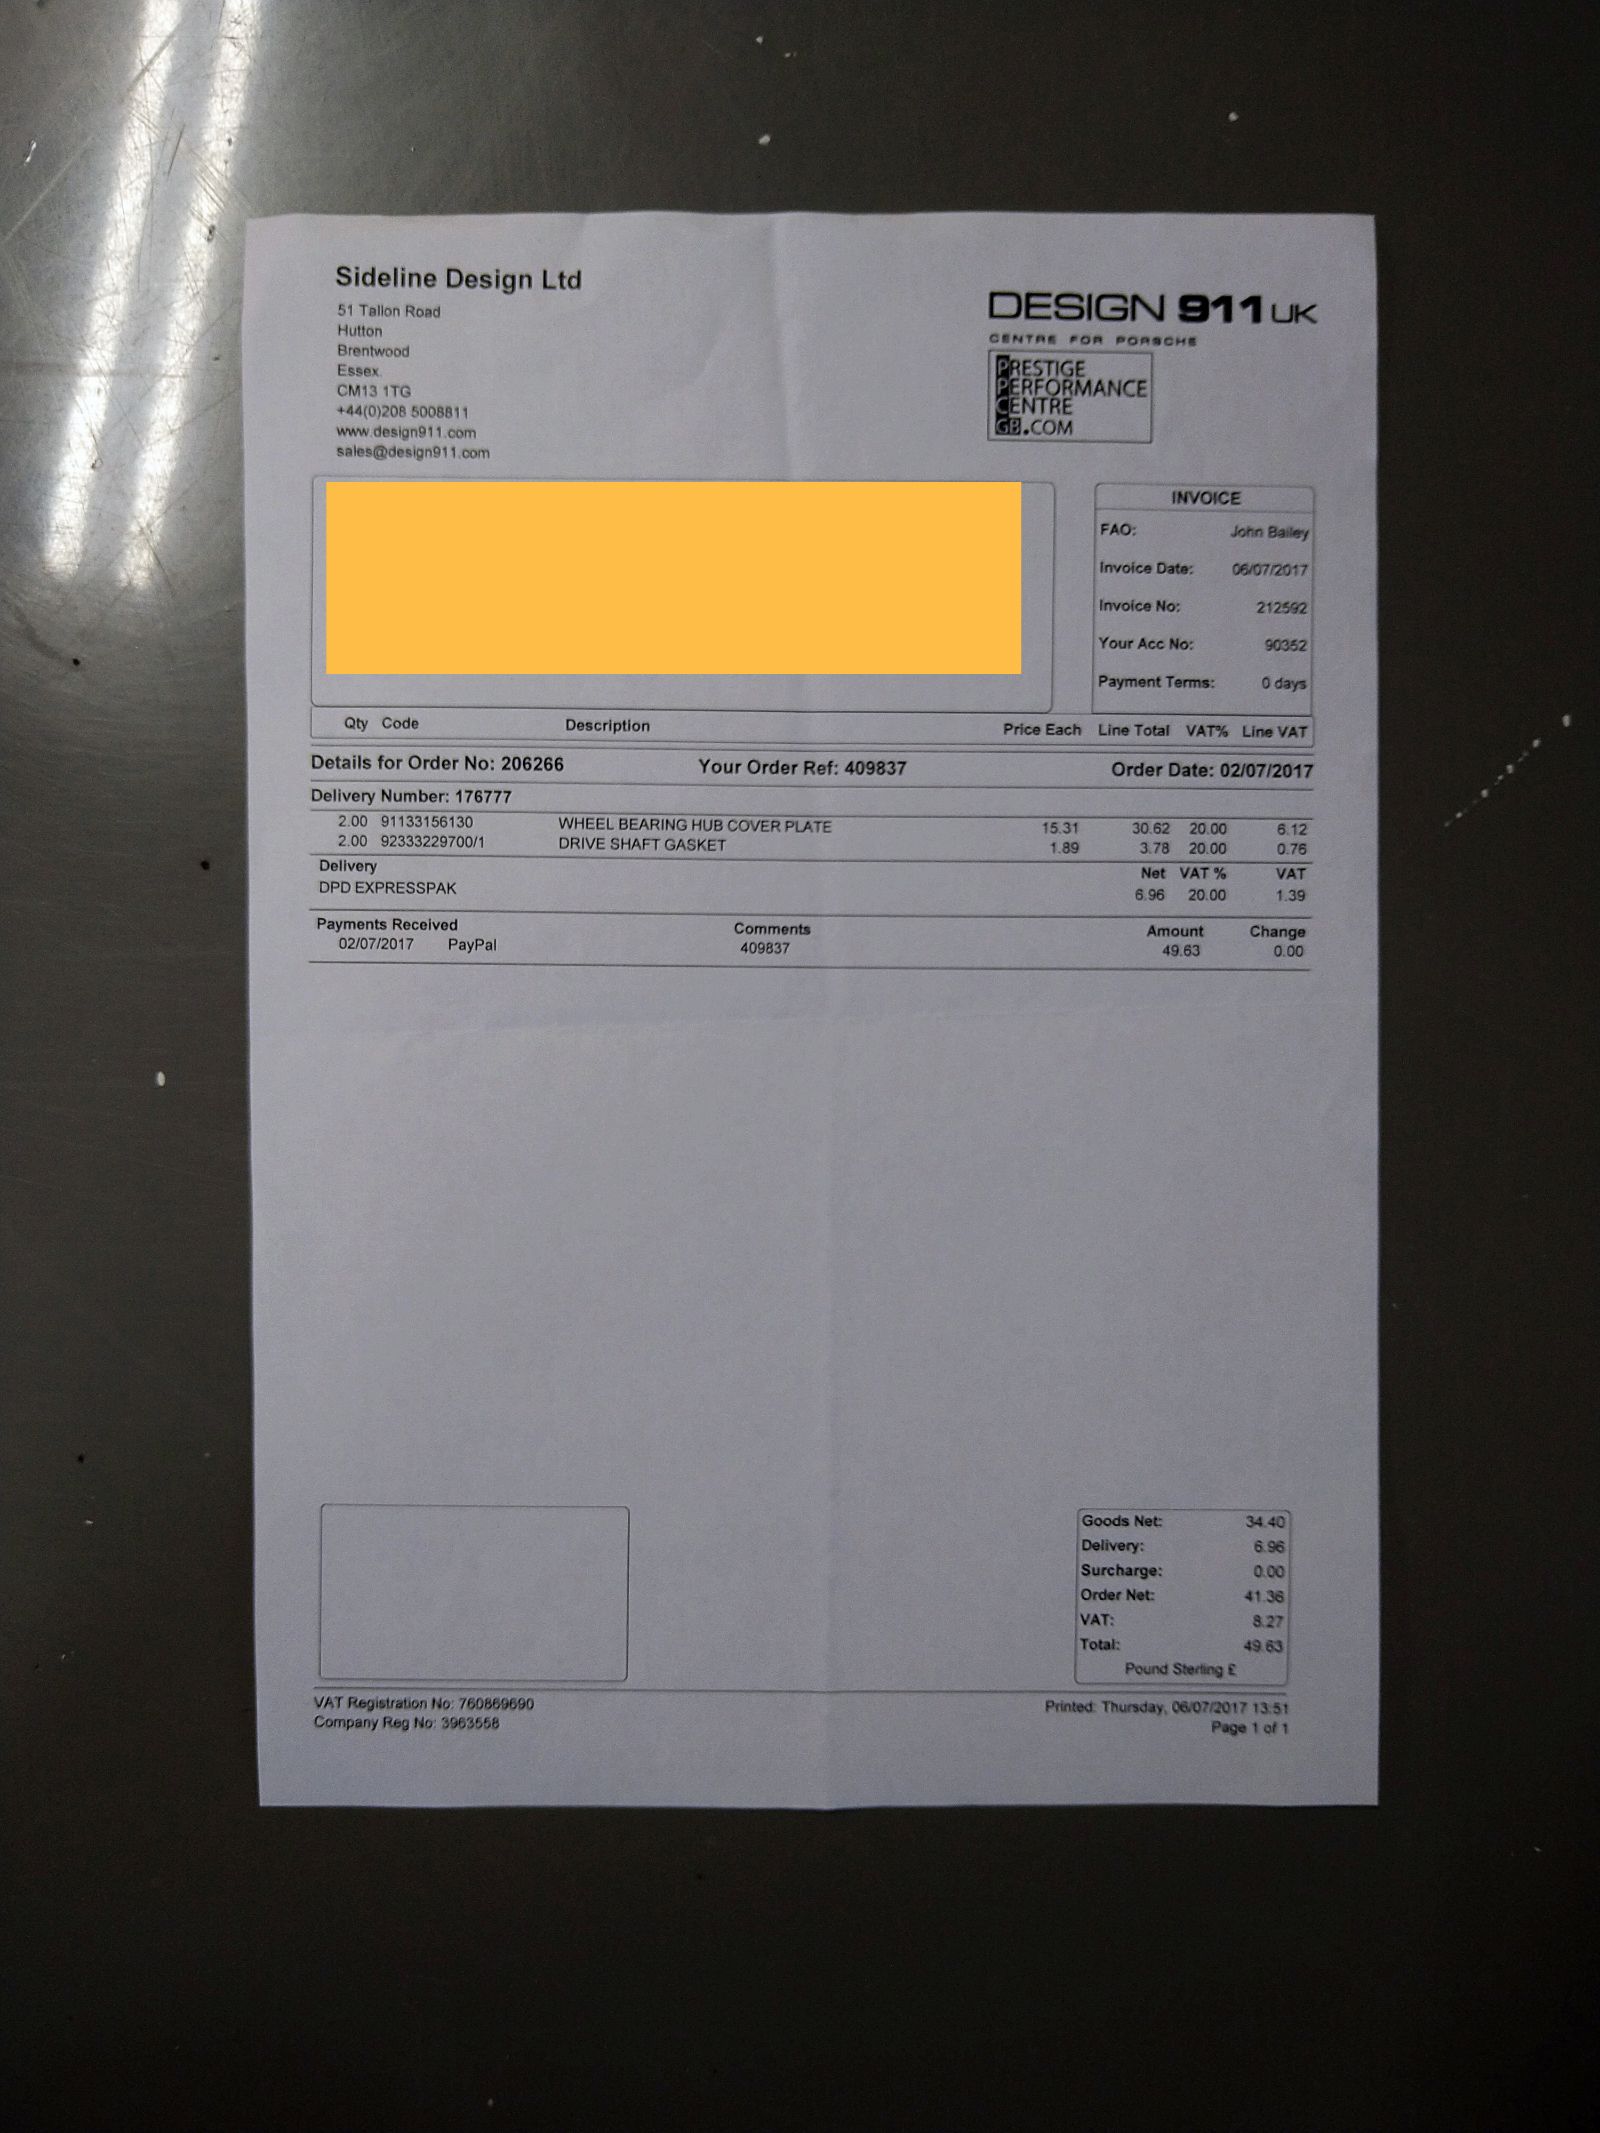 Sideline Design Ltd
51 Tallon Road
Hutton
Brentwood
Essex
CM13 1TG
+44(0)208 5008811
www.design911.com
sales@design911.com
DESIGN 911 UK
CENTRE FOR PORSCHE
PRESTIGE
PERFORMANCE
CENTRE
GB.COM
INVOICE
FAO: John Bailey
Invoice Date: 06/07/2017
Invoice No: 212592
Your Acc No: 90352
Payment Terms: 0 days
Qty Code Description Price Each Line Total VAT% Line VAT
Details for Order No: 206266 Your Order Ref: 409837 Order Date: 02/07/2017
Delivery Number: 176777
2.00 91133156130 WHEEL BEARING HUB COVER PLATE 15.31 30.62 20.00 6.12
2.00 92333229700/1 DRIVE SHAFT GASKET 1.89 3.78 20.00 0.76
Delivery Net VAT % VAT
DPD EXPRESSPAK 6.96 20.00 1.39
Payments Received Comments Amount Change
02/07/2017 PayPal 409837 49.63 0.00
Goods Net: 34.40
Delivery: 6.96
Surcharge: 0.00
Order Net: 41.36
VAT: 8.27
Total: 49.63
Pound Sterling £
VAT Registration No: 760869690
Company Reg No: 3963558
Printed: Thursday, 06/07/2017 13:51
Page 1 of 1